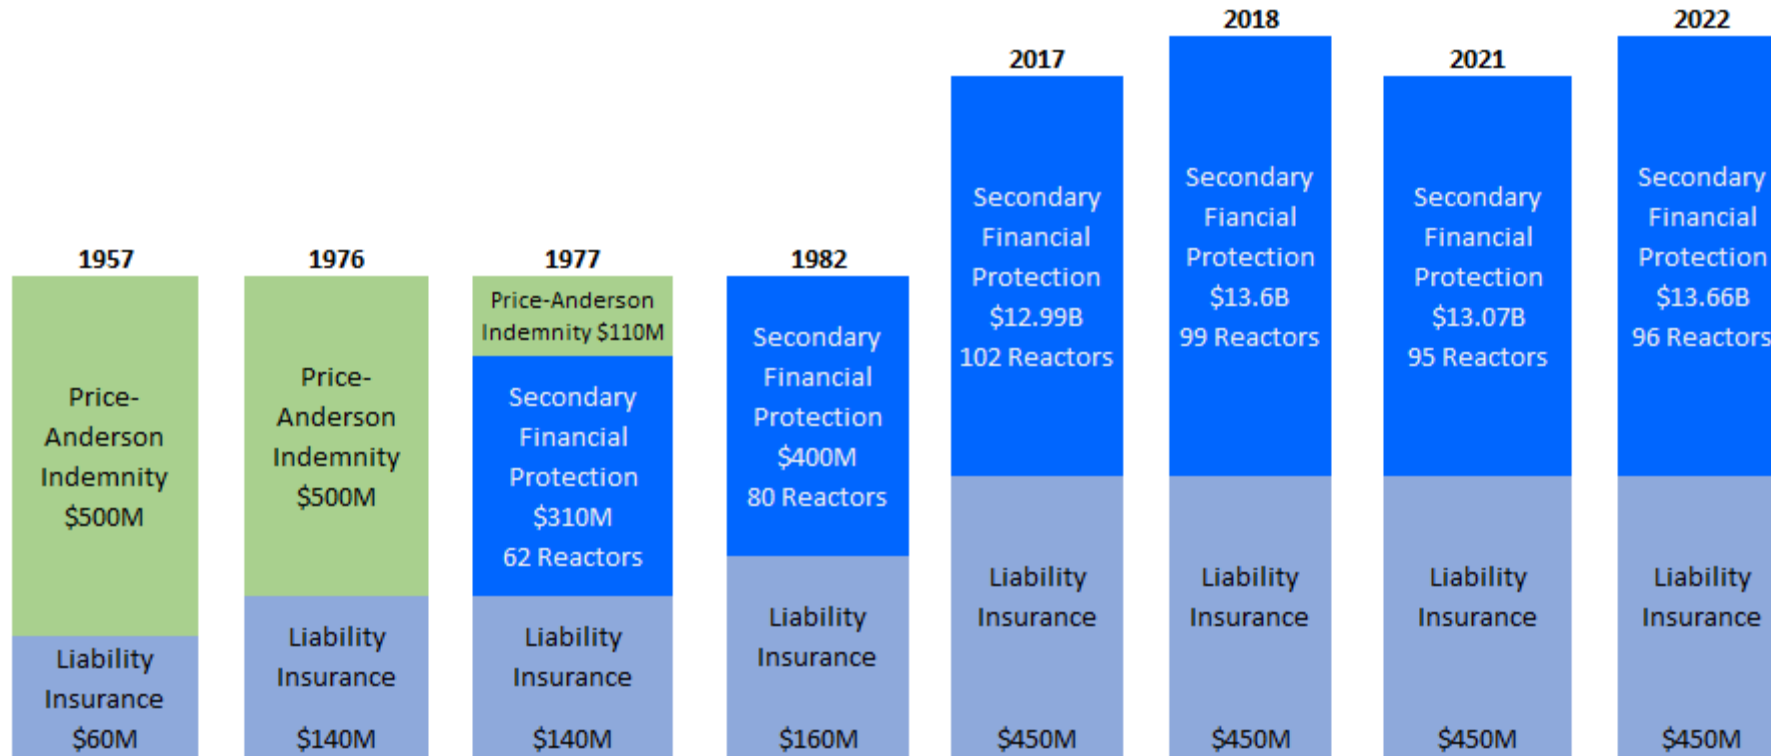 1957
Price-
Anderson
Indemnity
$500M
Liability
Insurance
$60M
1976
Price-
Anderson
Indemnity
$500M
Liability
Insurance
$140M
1977
Price-Anderson
Indemnity $110M
Secondary
Financial
Protection
$310M
62 Reactors
Liability
Insurance
$140M
1982
Secondary
Financial
Protection
$400M
80 Reactors
Liability
Insurance
$160M
2017
Secondary
Financial
Protection
$12.99B
102 Reactors
Liability
Insurance
$450M
2018
Secondary
Fiancial
Protection
$13.6B
99 Reactors
Liability
Insurance
$450M
2021
Secondary
Financial
Protection
$13.07B
95 Reactors
Liability
Insurance
$450M
2022
Secondary
Financial
Protection
$13.66B
96 Reactors
Liability
Insurance
$450M